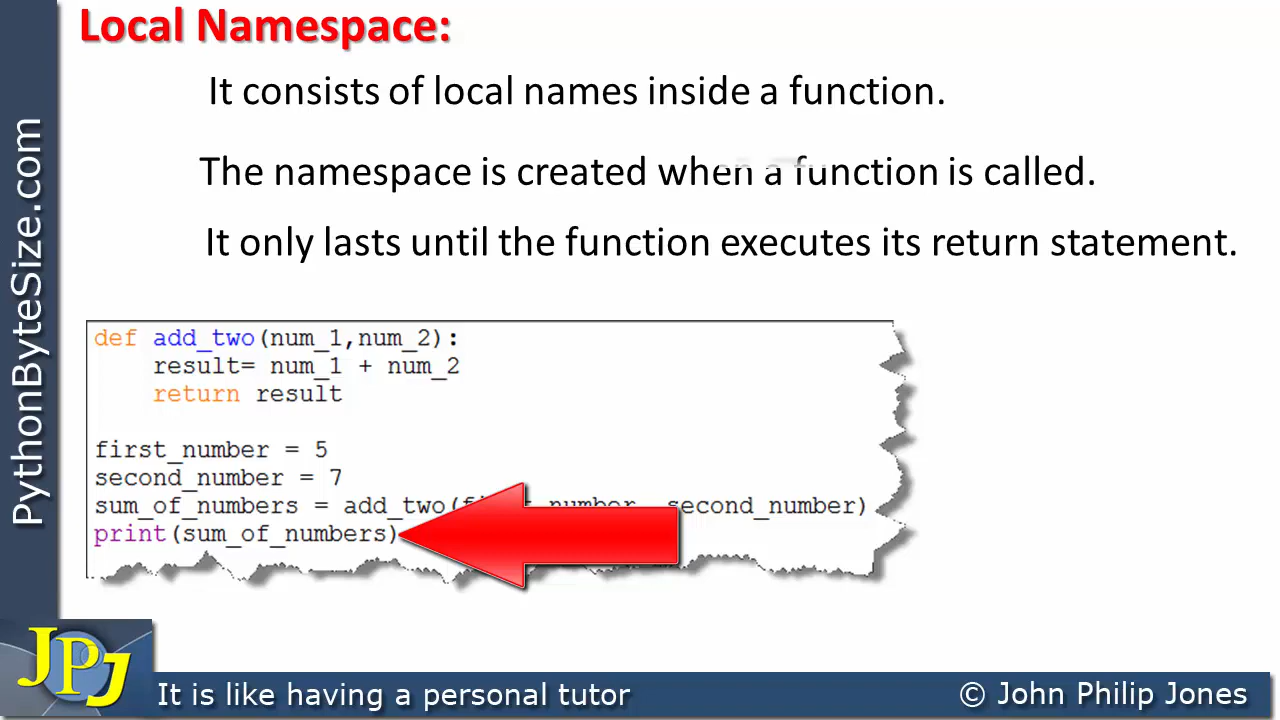 Local Namespace:
It consists of local names inside a function.
The namespace is created when a function is called.
It only lasts until the function executes its return statement.
def add_two(num_1,num_2):
    result= num_1 + num_2
    return result
first_number = 5
second_number = 7
sum_of_numbers = add_two(first_number, second_number)
print(sum_of_numbers)
PythonByteSize.com
JPJ
It is like having a personal tutor
© John Philip Jones